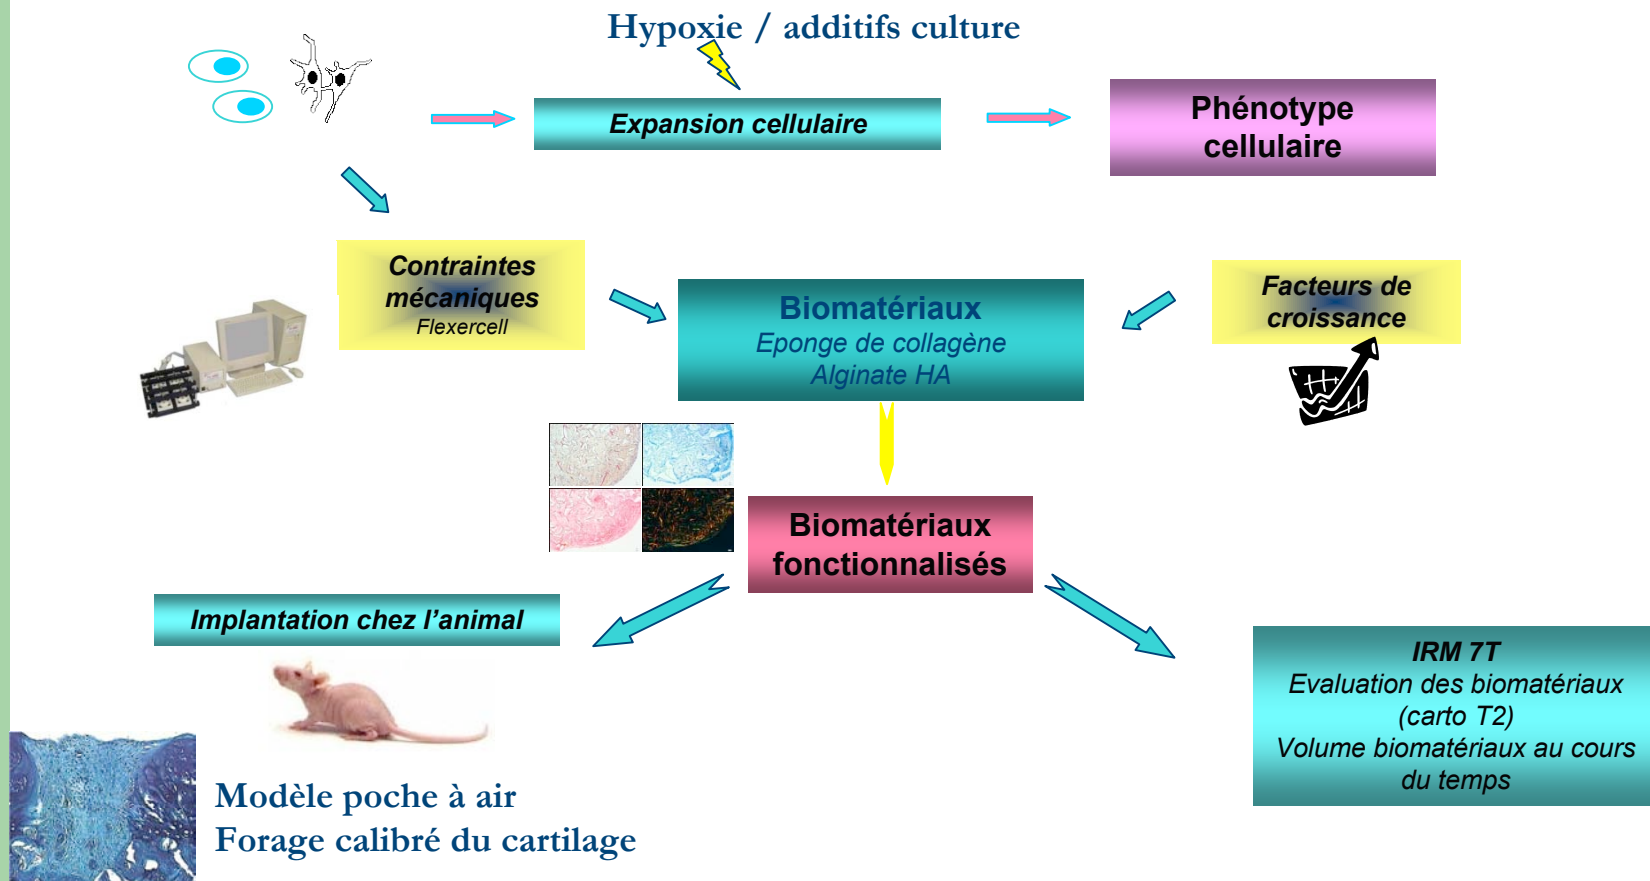 Hypoxie / additifs culture
Expansion cellulaire
Phénotype
cellulaire
Contraintes
mécaniques
Flexercell
Biomatériaux
Eponge de collagène
Alginate HA
Facteurs de
croissance
Biomatériaux
fonctionnalisés
Implantation chez l’animal
IRM 7T
Evaluation des biomatériaux
(carto T2)
Volume biomatériaux au cours
du temps
Modèle poche à air
Forage calibré du cartilage